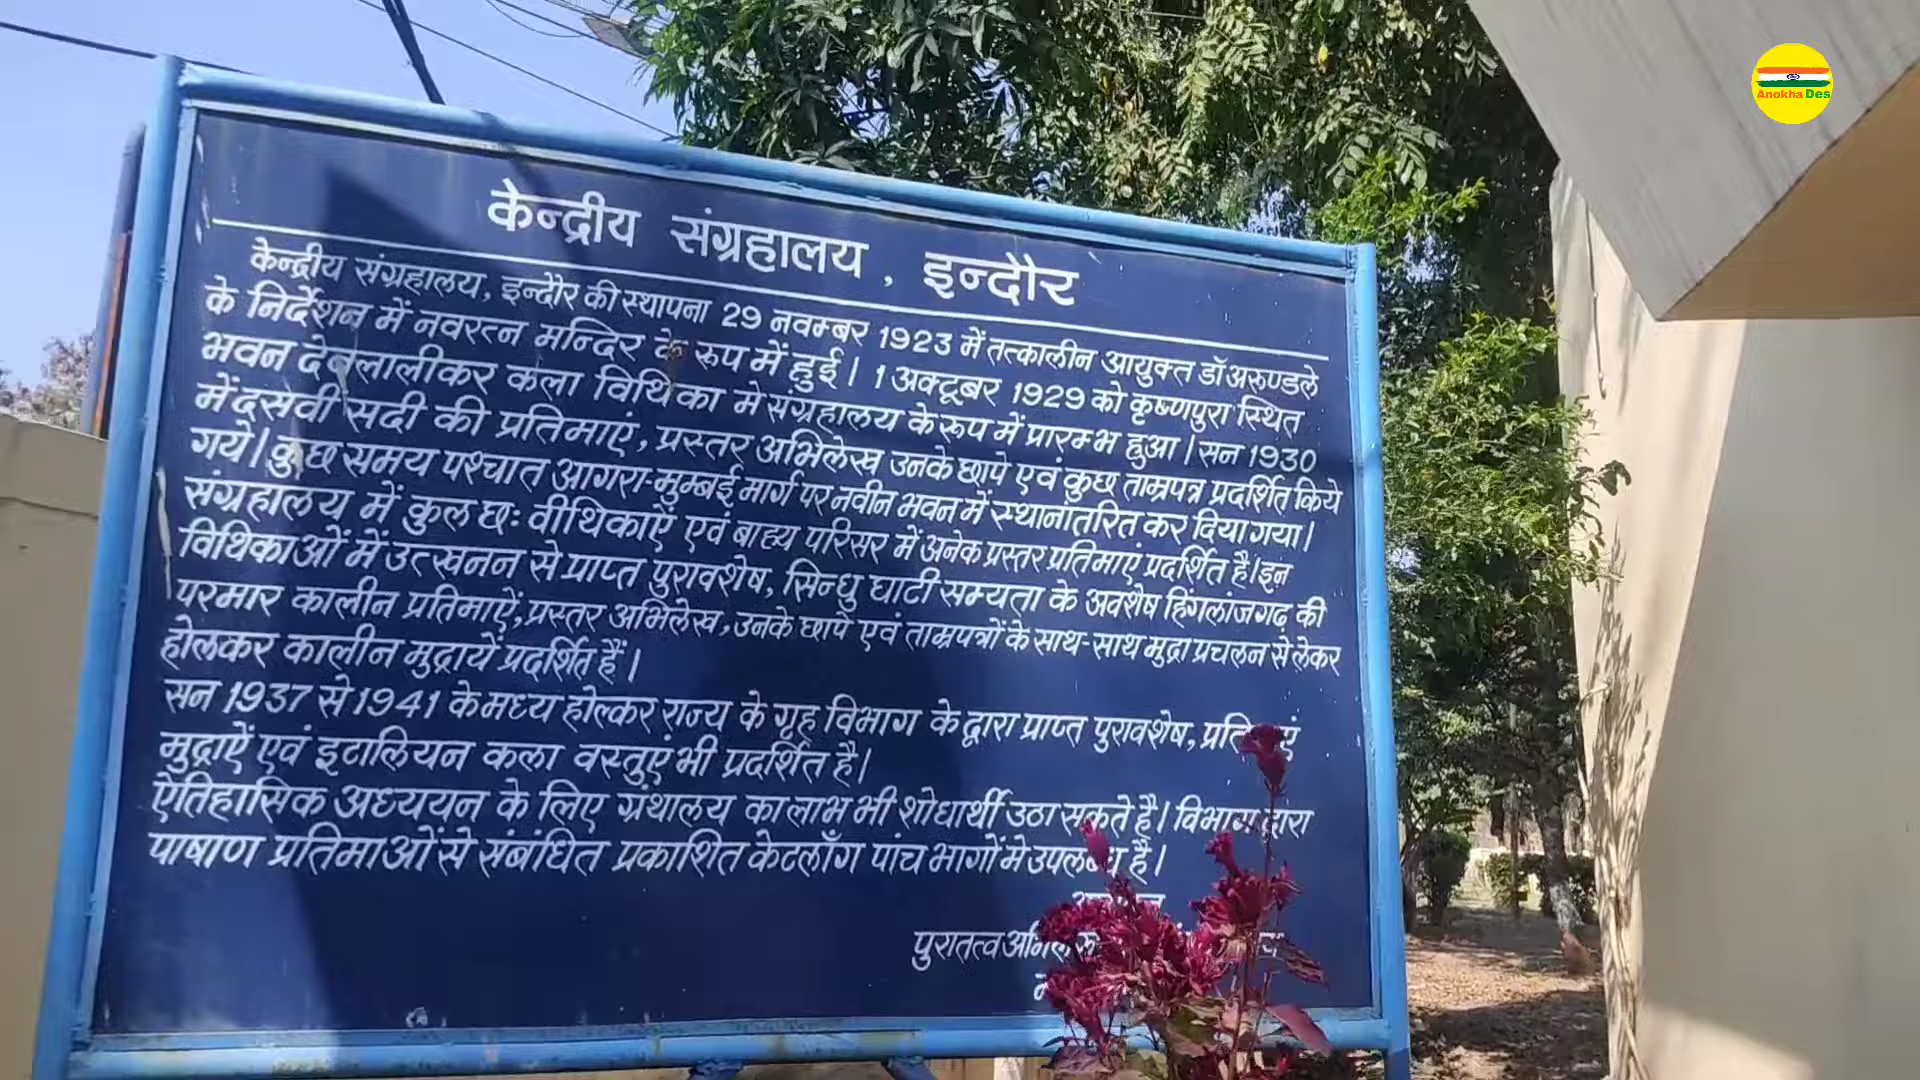 Anokha Des
केन्द्रीय संग्रहालय, इन्दौर
केन्द्रीय संग्रहालय, इन्दौर की स्थापना 29 नवम्बर 1923 में तत्कालीन आयुक्त डॉ अरुण्डले
के निर्देशन में नवरत्न मन्दिर के रूप में हुई। 1 अक्टूबर 1929 को कृष्णपुरा स्थित
भवन देवलालीकर कला विथिका मे संग्रहालय के रूप में प्रारम्भ हुआ। सन 1930
में दसवी सदी की प्रतिमाएं, प्रस्तर अभिलेख उनके छापे एवं कुछ ताम्रपत्र प्रदर्शित किये
गये। कुछ समय पश्चात आगरा-मुम्बई मार्ग पर नवीन भवन में स्थानांतरित कर दिया गया।
संग्रहालय में कुल छः वीथिकाऐं एवं बाह्य परिसर में अनेक प्रस्तर प्रतिमाएं प्रदर्शित है। इन
विथिकाओं में उत्खनन से प्राप्त पुरावशेष, सिन्धु घाटी सभ्यता के अवशेष हिंगलांजगढ़ की
परमार कालीन प्रतिमाऐं, प्रस्तर अभिलेख, उनके छापे एवं ताम्रपत्रों के साथ-साथ मुद्रा प्रचलन से लेकर
होलकर कालीन मुद्रायें प्रदर्शित हैं।
सन 1937 से 1941 के मध्य होल्कर राज्य के गृह विभाग के द्वारा प्राप्त पुरावशेष,
मुद्राऐं एवं इटालियन कला वस्तुएं भी प्रदर्शित है।
ऐतिहासिक अध्ययन के लिए ग्रंथालय का लाभ भी शोधार्थी उठा सकते है। विभाग द्वारा
पाषाण प्रतिमाओं से संबंधित प्रकाशित केटलॉग पांच भागों मे उपलब्ध है।
पुरातत्व